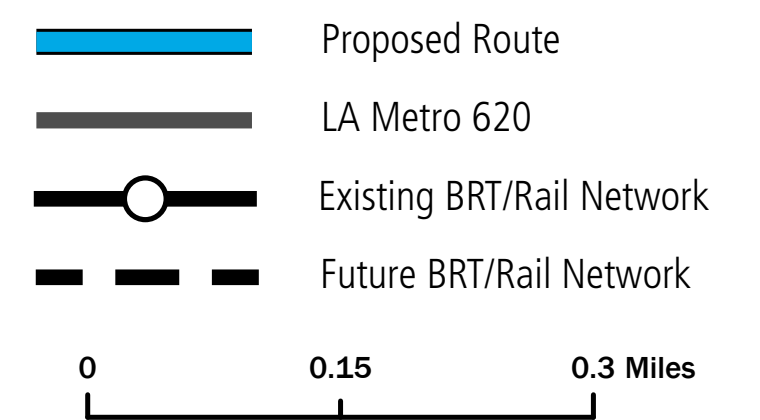 Proposed Route
LA Metro 620
Existing BRT/Rail Network
Future BRT/Rail Network
0 0.15 0.3 Miles